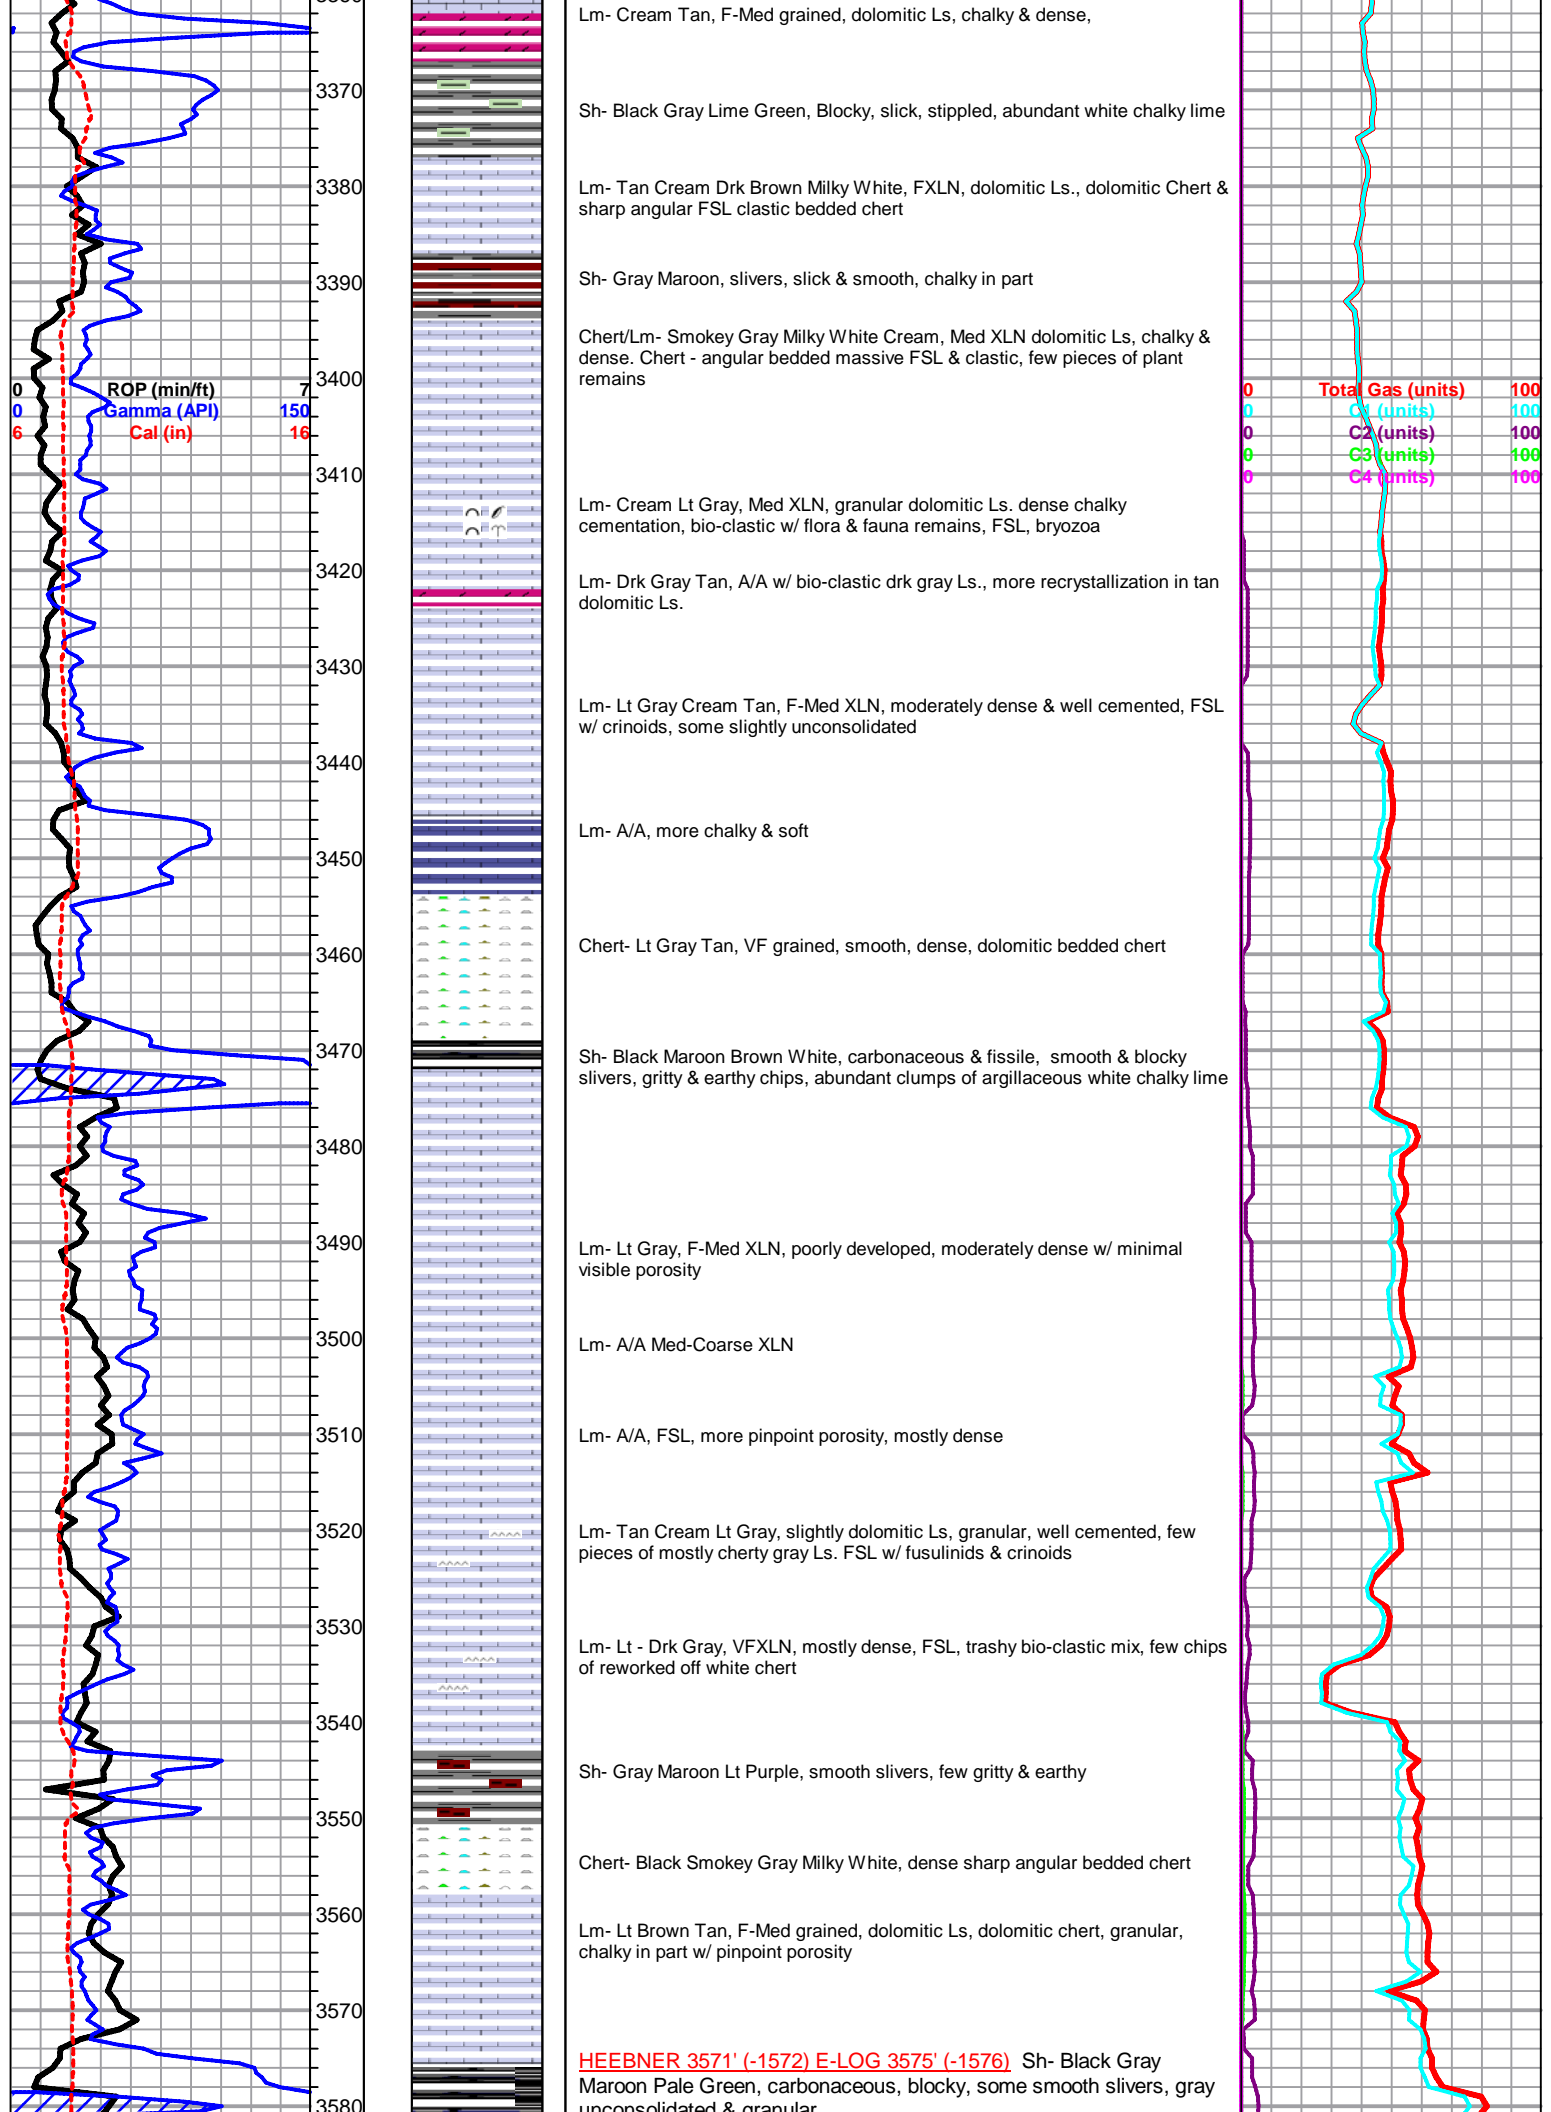 Lm- Cream Tan, F-Med grained, dolomitic Ls, chalky & dense,
3370
Sh- Black Gray Lime Green, Blocky, slick, stippled, abundant white chalky lime
3380
Lm- Tan Cream Drk Brown Milky White, FXLN, dolomitic Ls., dolomitic Chert &
sharp angular FSL clastic bedded chert
3390
Sh- Gray Maroon, slivers, slick & smooth, chalky in part
Chert/Lm- Smokey Gray Milky White Cream, Med XLN dolomitic Ls, chalky &
dense. Chert - angular bedded massive FSL & clastic, few pieces of plant
remains
3400
0 ROP (min/ft) 7
0 Gamma (API) 150
6 Cal (in) 16
0 Total Gas (units) 100
0 C1 (units) 100
0 C2 (units) 100
0 C3 (units) 100
0 C4 (units) 100
3410
Lm- Cream Lt Gray, Med XLN, granular dolomitic Ls. dense chalky
cementation, bio-clastic w/ flora & fauna remains, FSL, bryozoa
3420
Lm- Drk Gray Tan, A/A w/ bio-clastic drk gray Ls., more recrystallization in tan
dolomitic Ls.
3430
Lm- Lt Gray Cream Tan, F-Med XLN, moderately dense & well cemented, FSL
w/ crinoids, some slightly unconsolidated
3440
Lm- A/A, more chalky & soft
3450
Chert- Lt Gray Tan, VF grained, smooth, dense, dolomitic bedded chert
3460
3470
Sh- Black Maroon Brown White, carbonaceous & fissile, smooth & blocky
slivers, gritty & earthy chips, abundant clumps of argillaceous white chalky lime
3480
3490
Lm- Lt Gray, F-Med XLN, poorly developed, moderately dense w/ minimal
visible porosity
3500
Lm- A/A Med-Coarse XLN
3510
Lm- A/A, FSL, more pinpoint porosity, mostly dense
3520
Lm- Tan Cream Lt Gray, slightly dolomitic Ls, granular, well cemented, few
pieces of mostly cherty gray Ls. FSL w/ fusulinids & crinoids
3530
Lm- Lt - Drk Gray, VFXLN, mostly dense, FSL, trashy bio-clastic mix, few chips
of reworked off white chert
3540
Sh- Gray Maroon Lt Purple, smooth slivers, few gritty & earthy
3550
Chert- Black Smokey Gray Milky White, dense sharp angular bedded chert
3560
Lm- Lt Brown Tan, F-Med grained, dolomitic Ls, dolomitic chert, granular,
chalky in part w/ pinpoint porosity
3570
HEEBNER 3571' (-1572) E-LOG 3575' (-1576) Sh- Black Gray
Maroon Pale Green, carbonaceous, blocky, some smooth slivers, gray
unconsolidated & granular
3580